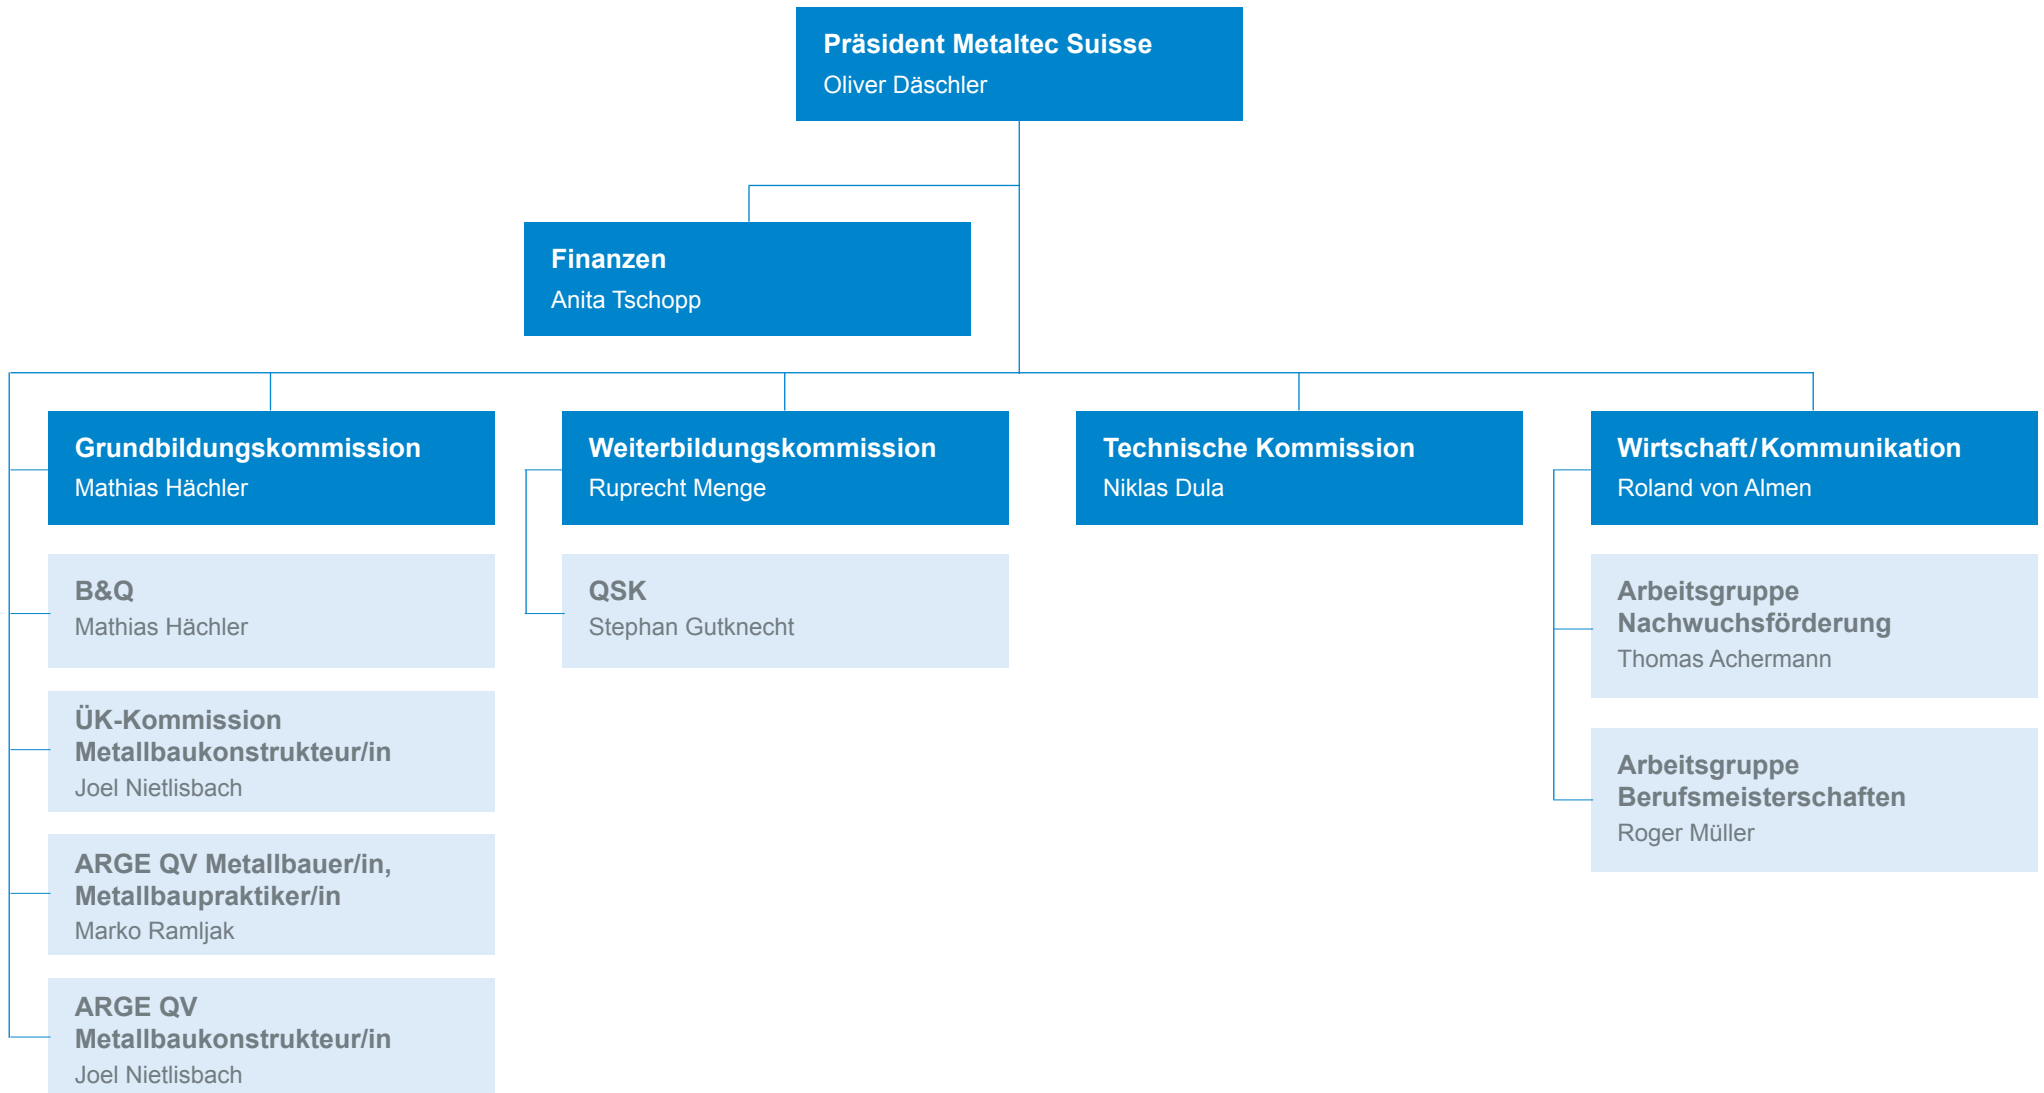 Präsident Metaltec Suisse
Oliver Däschler
Finanzen
Anita Tschopp
Grundbildungskommission
Mathias Hächler
B&Q
Mathias Hächler
ÜK-Kommission
Metallbaukonstrukteur/in
Joel Nietlisbach
ARGE QV Metallbauer/in,
Metallbaupraktiker/in
Marko Ramljak
ARGE QV
Metallbaukonstrukteur/in
Joel Nietlisbach
Weiterbildungskommission
Ruprecht Menge
QSK
Stephan Gutknecht
Technische Kommission
Niklas Dula
Wirtschaft/Kommunikation
Roland von Almen
Arbeitsgruppe
Nachwuchsförderung
Thomas Achermann
Arbeitsgruppe
Berufsmeisterschaften
Roger Müller